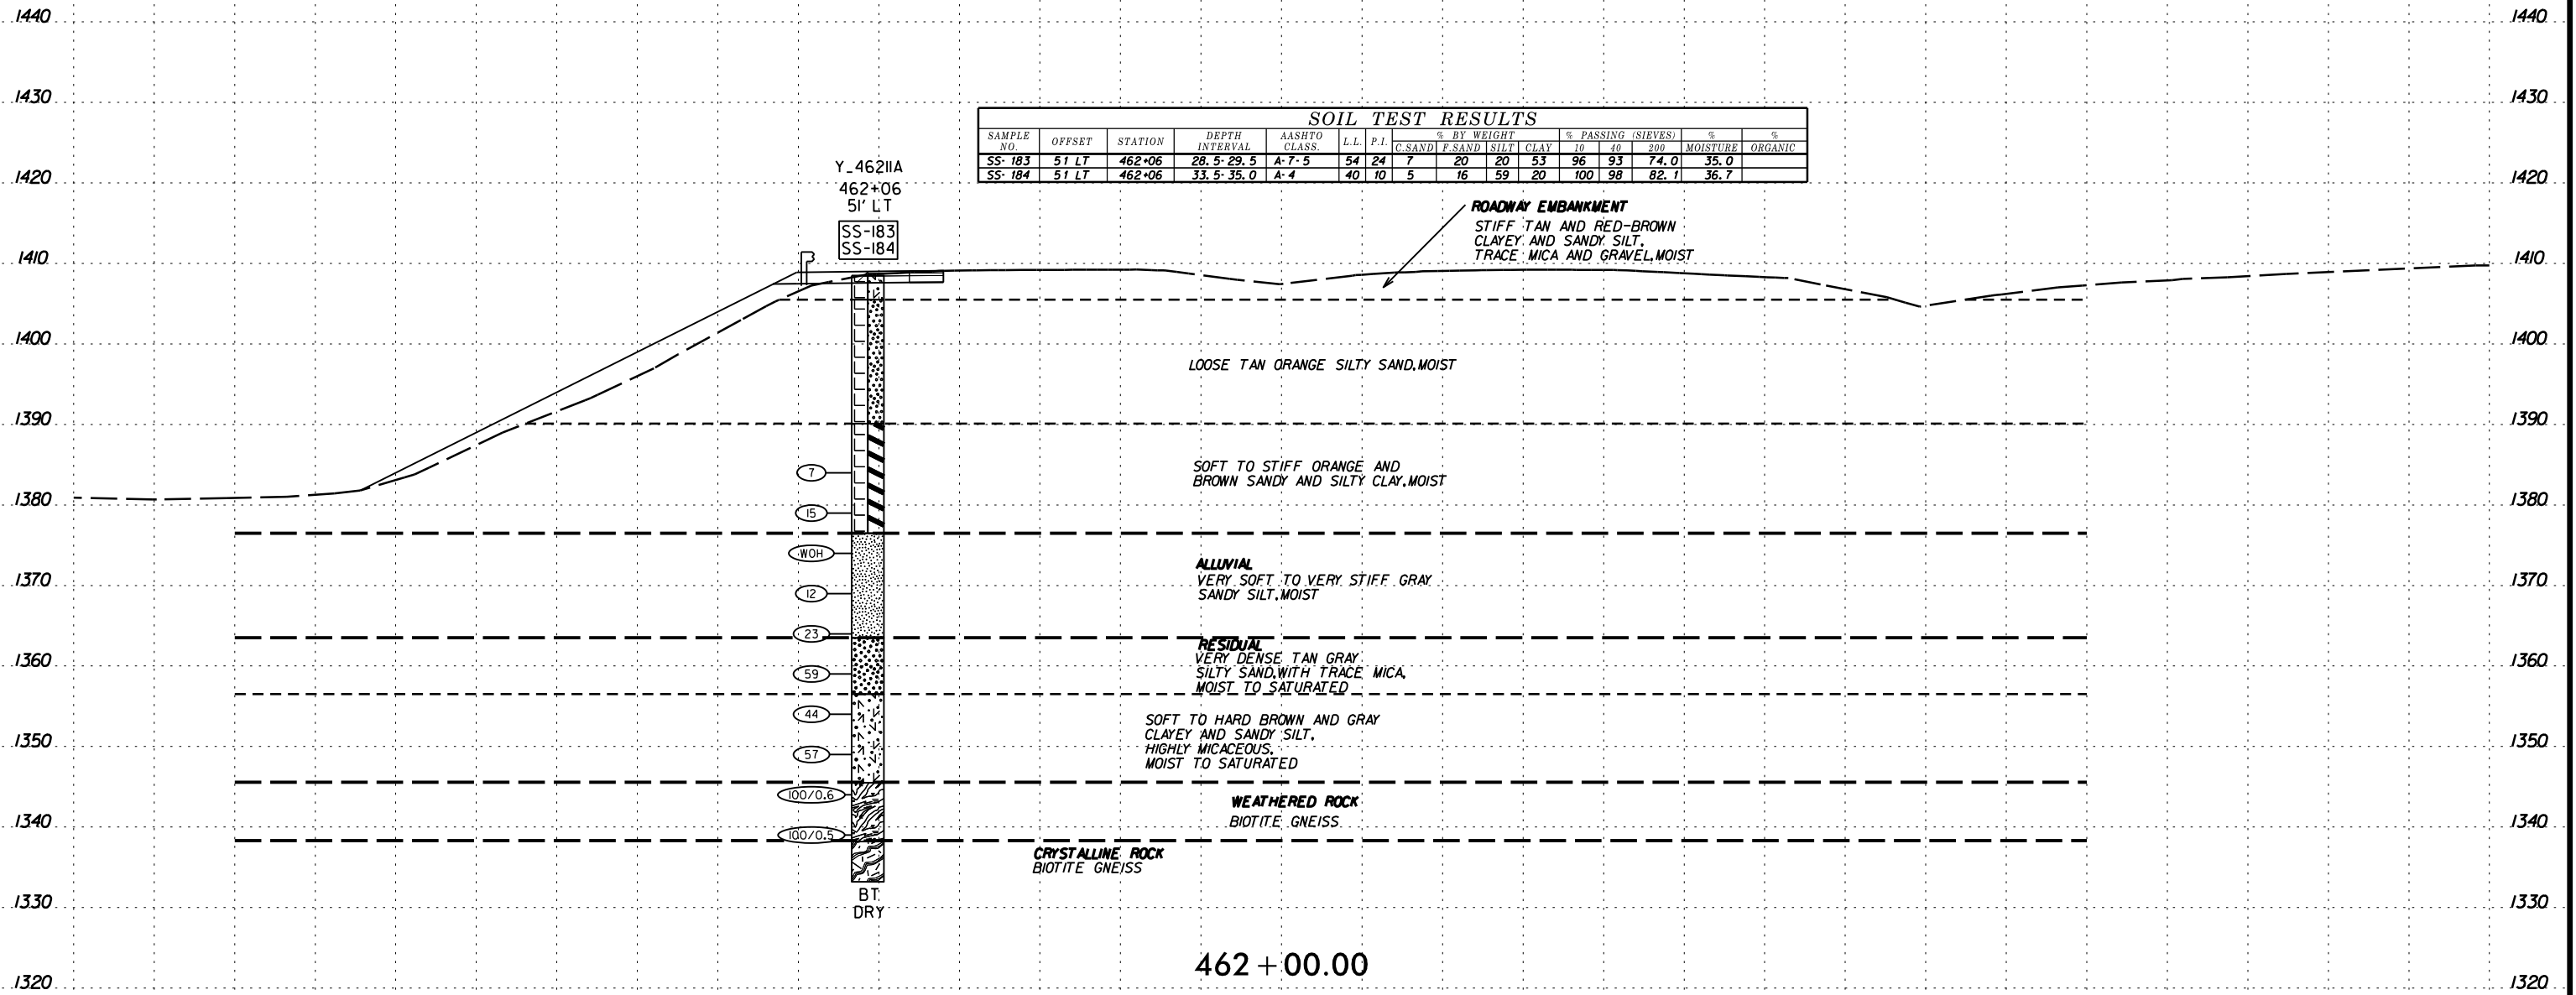 1440 1440
1430 1430
SOIL TEST RESULTS
SAMPLE NO. OFFSET STATION DEPTH INTERVAL AASHTO CLASS. L.L. P.I. % BY WEIGHT % PASSING (SIEVES) % MOISTURE % ORGANIC
C.SAND F.SAND SILT CLAY 10 40 200
SS-183 51 LT 462+06 28.5-29.5 A-7-5 54 24 7 20 20 53 96 93 74.0 35.0
SS-184 51 LT 462+06 33.5-35.0 A-4 40 10 5 16 59 20 100 98 82.1 36.7
Y_46211A
462+06
51' LT
SS-183
SS-184
1420 1420
ROADWAY EMBANKMENT
STIFF TAN AND RED-BROWN
CLAYEY AND SANDY SILT,
TRACE MICA AND GRAVEL,MOIST
1410 1410
1400 1400
LOOSE TAN ORANGE SILTY SAND,MOIST
1390 1390
7
SOFT TO STIFF ORANGE AND
BROWN SANDY AND SILTY CLAY,MOIST
1380 1380
15
WOH
ALLUVIAL
VERY SOFT TO VERY STIFF GRAY
SANDY SILT,MOIST
1370 1370
12
23
RESIDUAL
VERY DENSE TAN GRAY
SILTY SAND,WITH TRACE MICA,
MOIST TO SATURATED
1360 1360
59
44
SOFT TO HARD BROWN AND GRAY
CLAYEY AND SANDY SILT,
HIGHLY MICACEOUS,
MOIST TO SATURATED
1350 1350
57
100/0.6
WEATHERED ROCK
BIOTITE GNEISS
1340 1340
100/0.5
CRYSTALLINE ROCK
BIOTITE GNEISS
BT
DRY
1330 1330
462+00.00
1320 1320